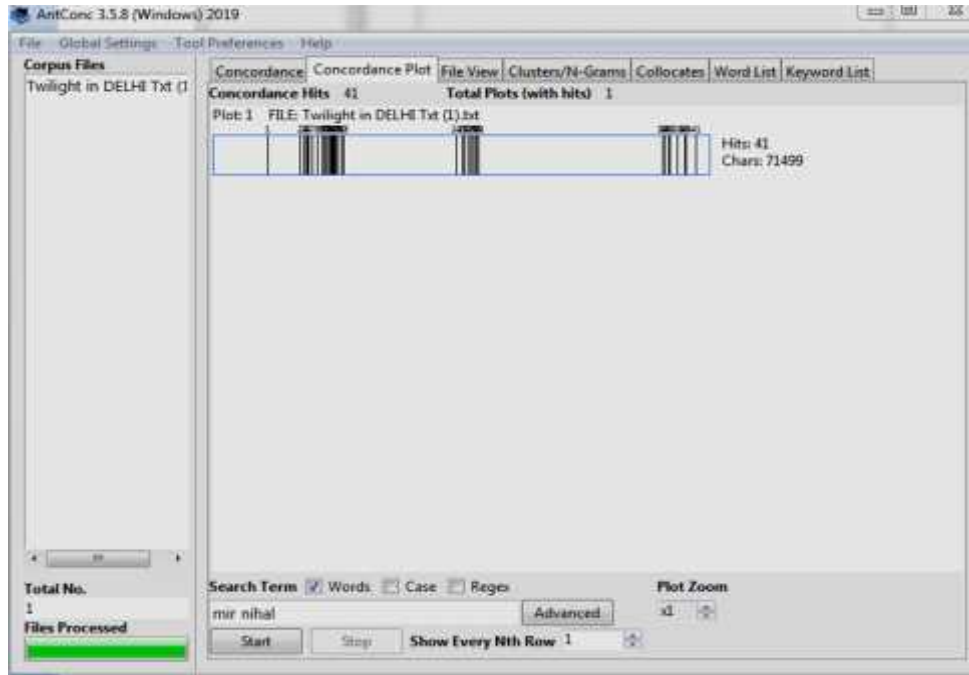 AntConc 3.5.8 (Windows) 2019
File Global Settings Tool Preferences Help
Corpus Files
Twilight in DELHI Txt (1
Concordance Concordance Plot File View Clusters/N-Grams Collocates Word List Keyword List
Concordance Hits 41 Total Plots (with hits) 1
Plot: 1 FILE: Twilight in DELHI Txt (1).txt
Hits: 41
Chars: 71499
Total No.
1
Files Processed
Search Term Words Case Regex Plot Zoom
mir nihal Advanced x1
Start Stop Show Every Nth Row 1